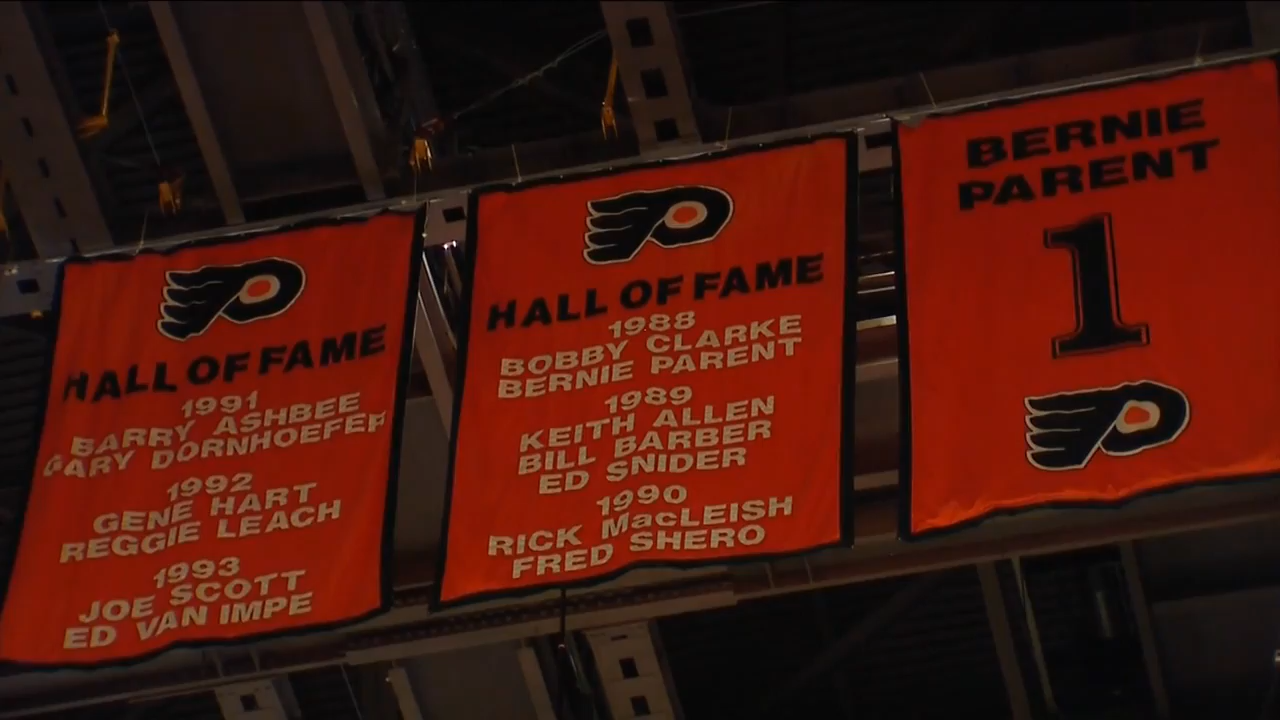 HALL OF FAME
1991
BARRY ASHBEE
GARY DORNHOEFER
1992
GENE HART
REGGIE LEACH
1993
JOE SCOTT
ED VAN IMPE
HALL OF FAME
1988
BOBBY CLARKE
BERNIE PARENT
1989
KEITH ALLEN
BILL BARBER
ED SNIDER
1990
RICK MacLEISH
FRED SHERO
BERNIE
PARENT
1